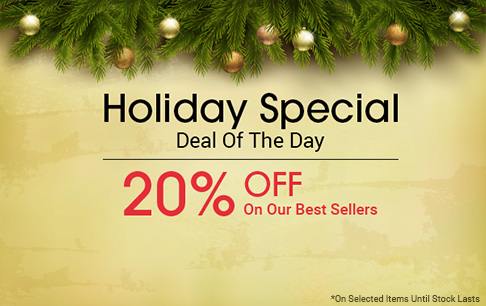 Holiday Special
Deal Of The Day
20% OFF
On Our Best Sellers
*On Selected Items Until Stock Lasts